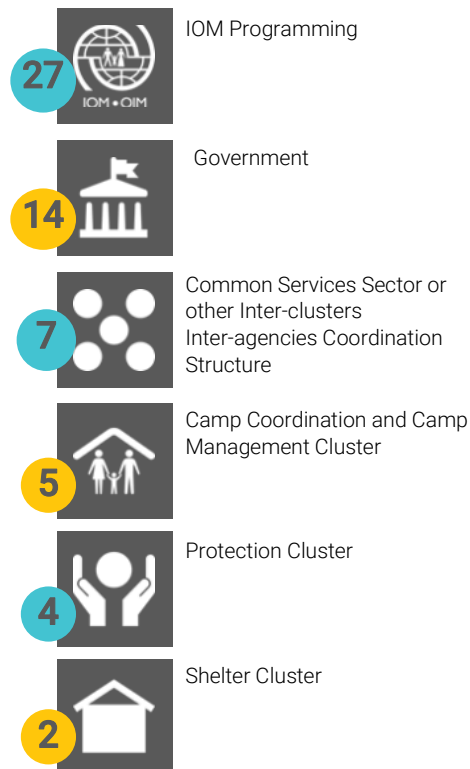 IOM Programming
27
IOM • OIM
Government
14
Common Services Sector or
other Inter-clusters
Inter-agencies Coordination
Structure
7
Camp Coordination and Camp
Management Cluster
5
Protection Cluster
4
Shelter Cluster
2